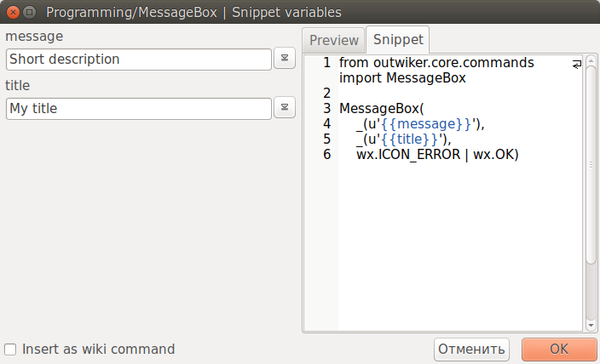 Programming/MessageBox | Snippet variables
message
Short description
title
My title
Preview
Snippet
1 from outwiker.core.commands
import MessageBox
2
3 MessageBox(
4 _(u'{{message}}'),
5 _(u'{{title}}'),
6 wx.ICON_ERROR | wx.OK)
Insert as wiki command
Отменить
OK